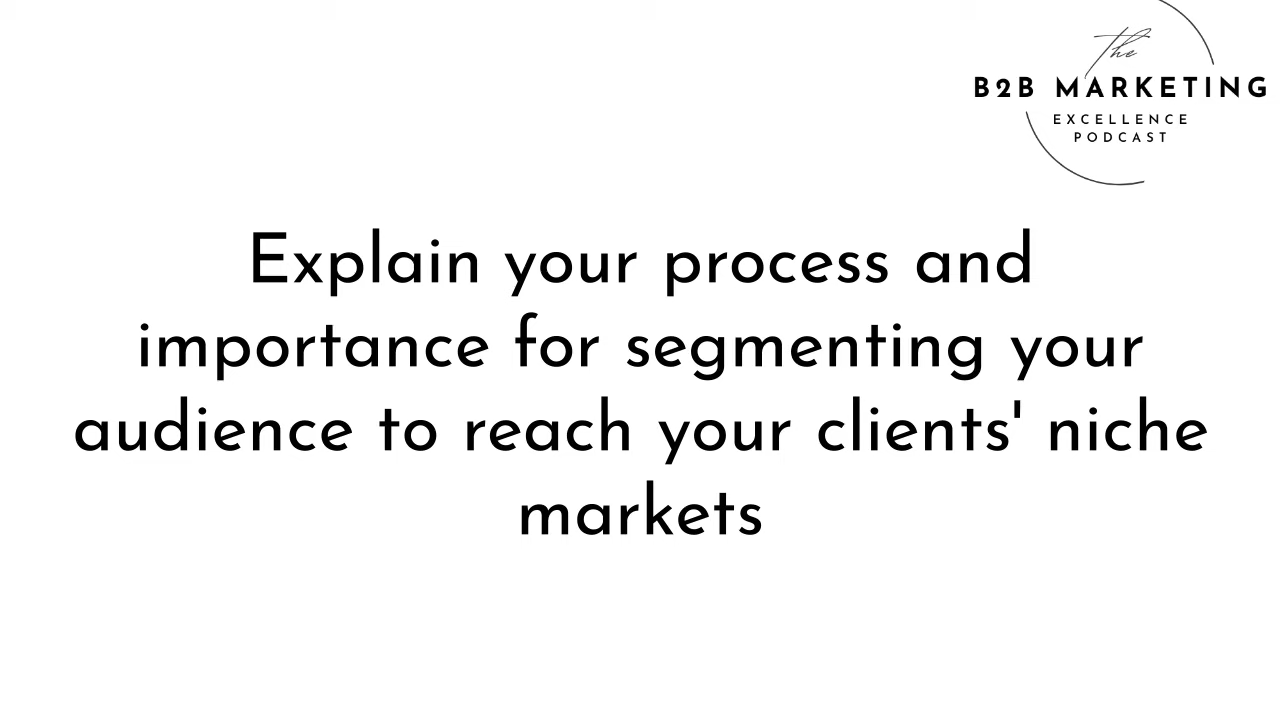 the
B2B MARKETING
EXCELLENCE
PODCAST
Explain your process and
importance for segmenting your
audience to reach your clients' niche
markets